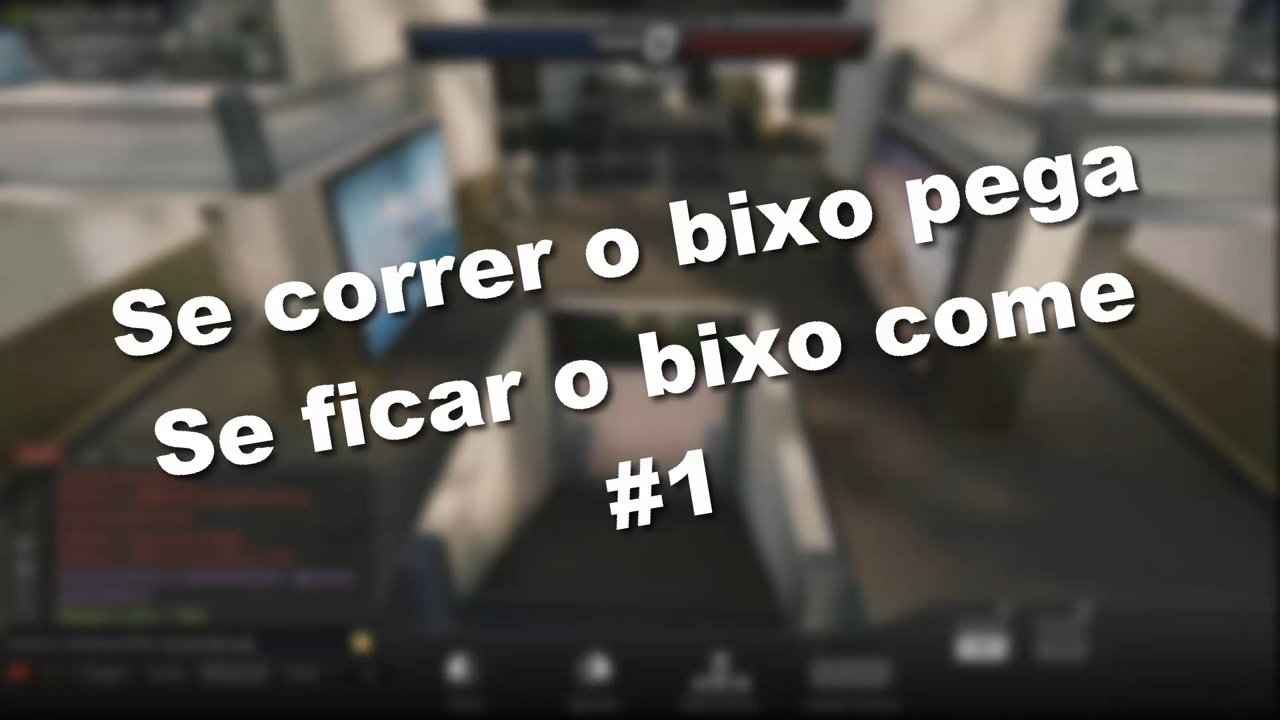 Se correr o bixo pega
Se ficar o bixo come
#1